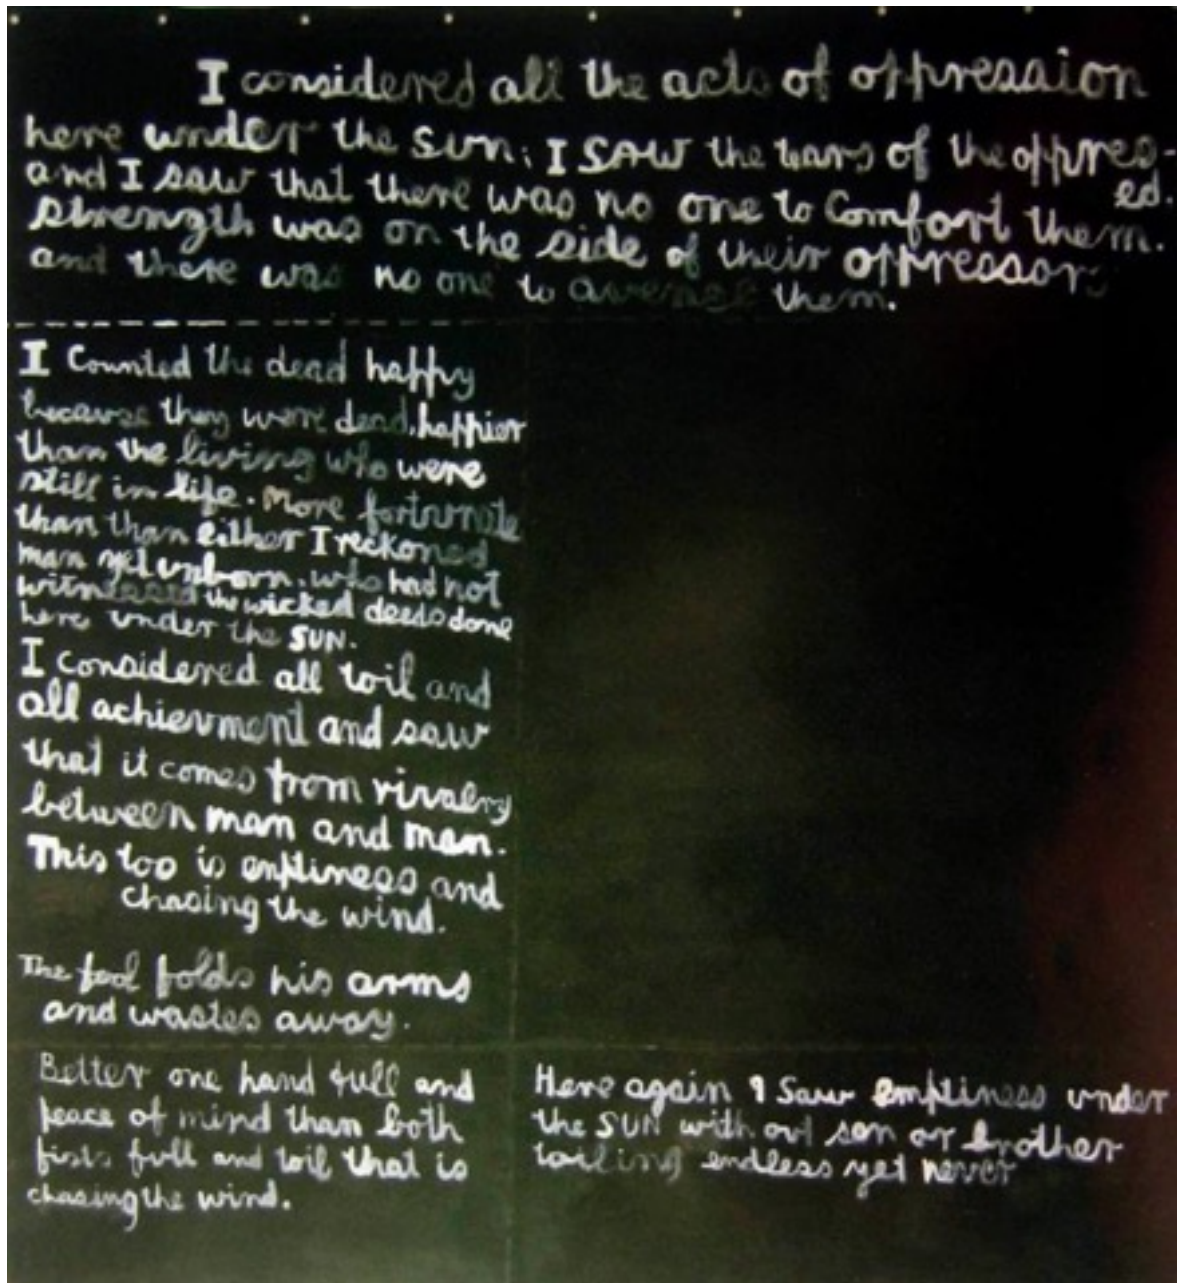 I considered all the acts of oppression
here under the SUN; I SAW the tears of the oppres-
ed.
and I saw that there was no one to Comfort them.
Strength was on the side of their oppressors
and there was no one to avenge them.
I Counted the dead happy
because they were dead, happier
than the living who were
still in life. More fortunate
than than either I reckoned
man yet unborn. who had not
witnessed the wicked deeds done
here under the SUN.
I considered all toil and
all achievment and saw
that it comes from rivalry
between man and man.
This too is emptiness and
chasing the wind.
The fool folds his arms
and wastes away.
Better one hand full and
peace of mind than both
fists full and toil that is
chasing the wind.
Here again I Saw emptiness under
the SUN with out son or brother
toiling endless yet never